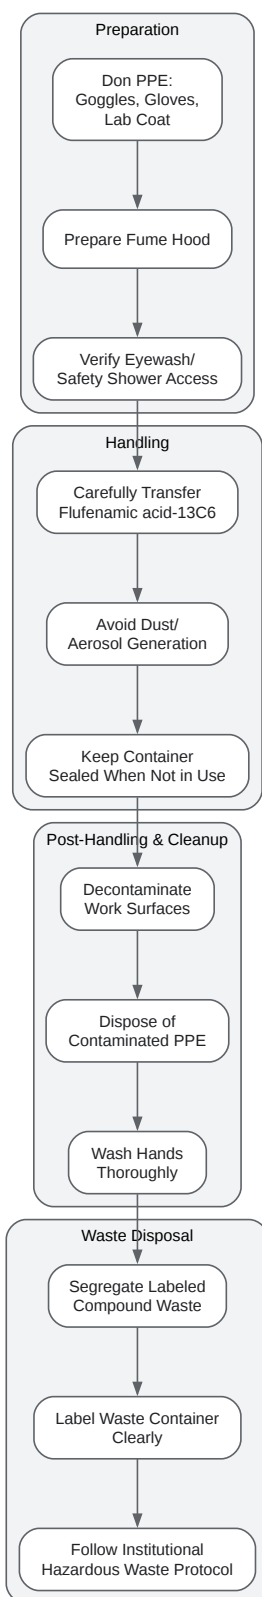 Preparation
Don PPE:
Goggles, Gloves,
Lab Coat
Prepare Fume Hood
Verify Eyewash/
Safety Shower Access
Handling
Carefully Transfer
Flufenamic acid-13C6
Avoid Dust/
Aerosol Generation
Keep Container
Sealed When Not in Use
Post-Handling & Cleanup
Decontaminate
Work Surfaces
Dispose of
Contaminated PPE
Wash Hands
Thoroughly
Waste Disposal
Segregate Labeled
Compound Waste
Label Waste Container
Clearly
Follow Institutional
Hazardous Waste Protocol